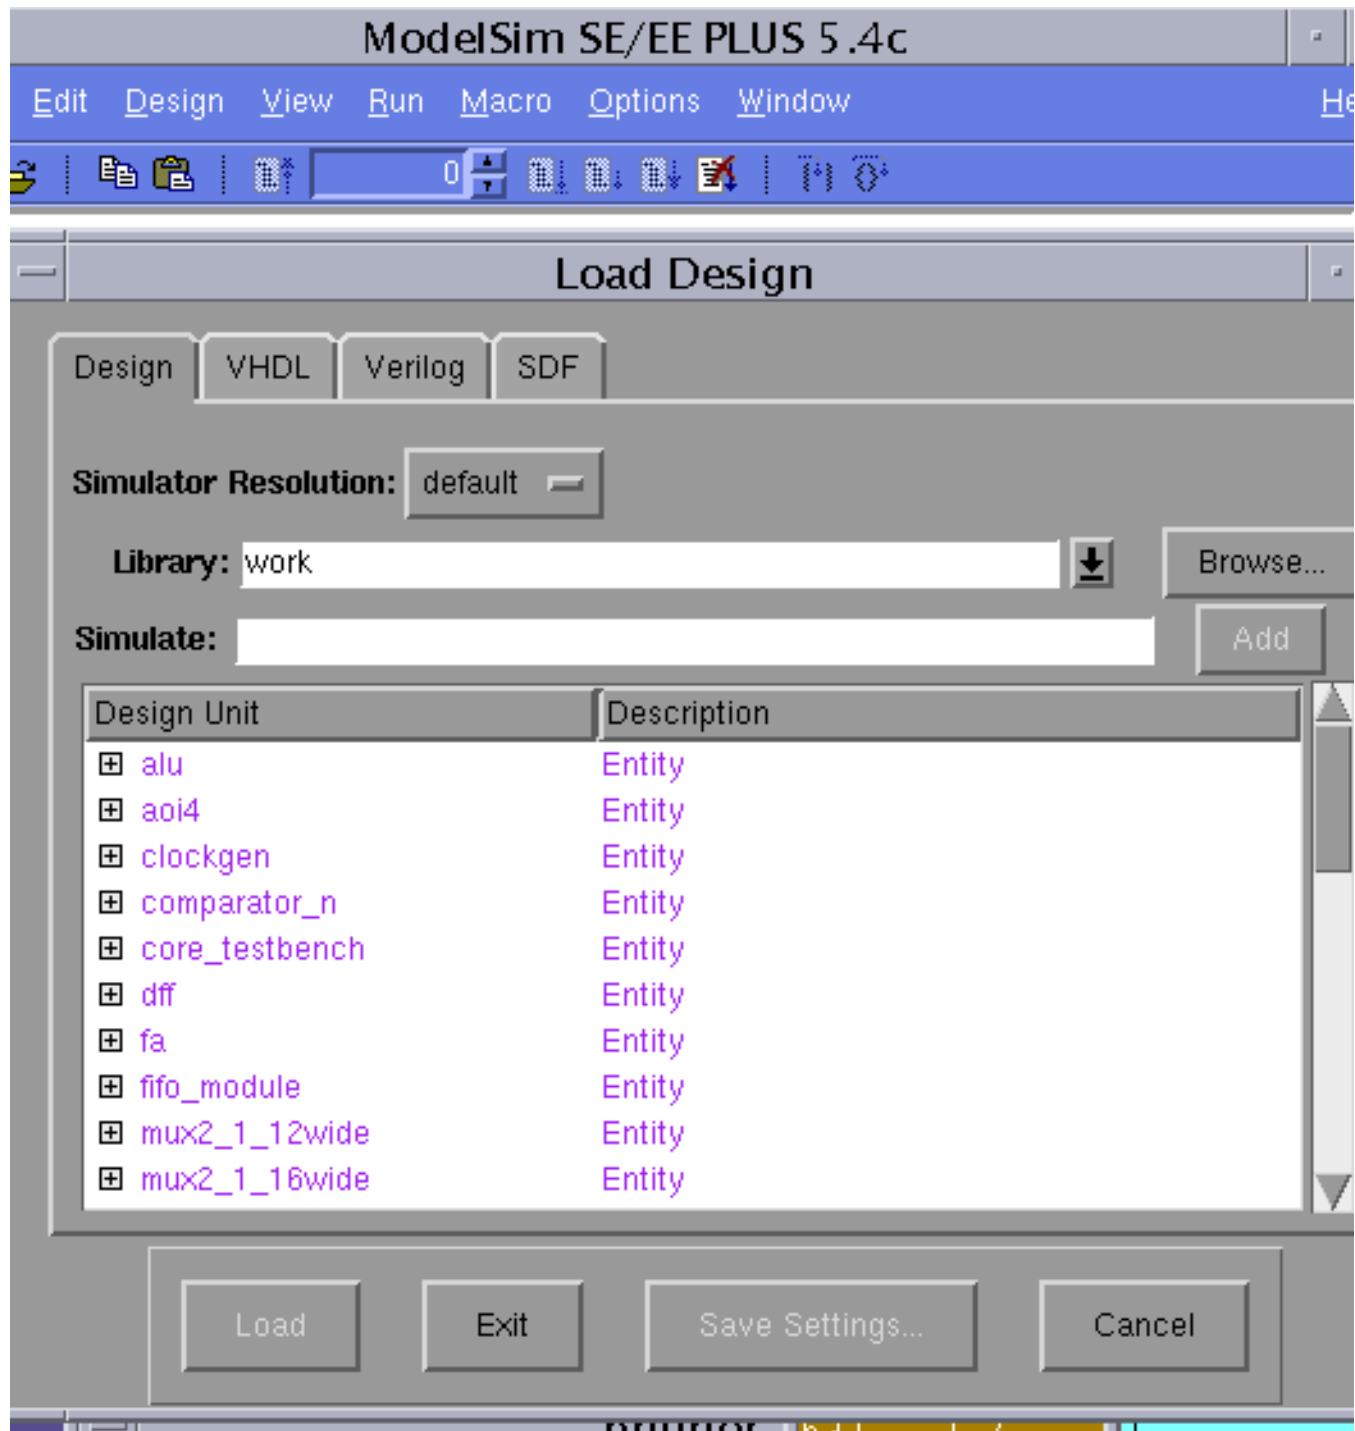 ModelSim SE/EE PLUS 5.4c
Edit Design View Run Macro Options Window He
0
Load Design
Design VHDL Verilog SDF
Simulator Resolution: default
Library: work Browse...
Simulate: Add
Design Unit Description
alu Entity
aoi4 Entity
clockgen Entity
comparator_n Entity
core_testbench Entity
dff Entity
fa Entity
fifo_module Entity
mux2_1_12wide Entity
mux2_1_16wide Entity
Load Exit Save Settings... Cancel